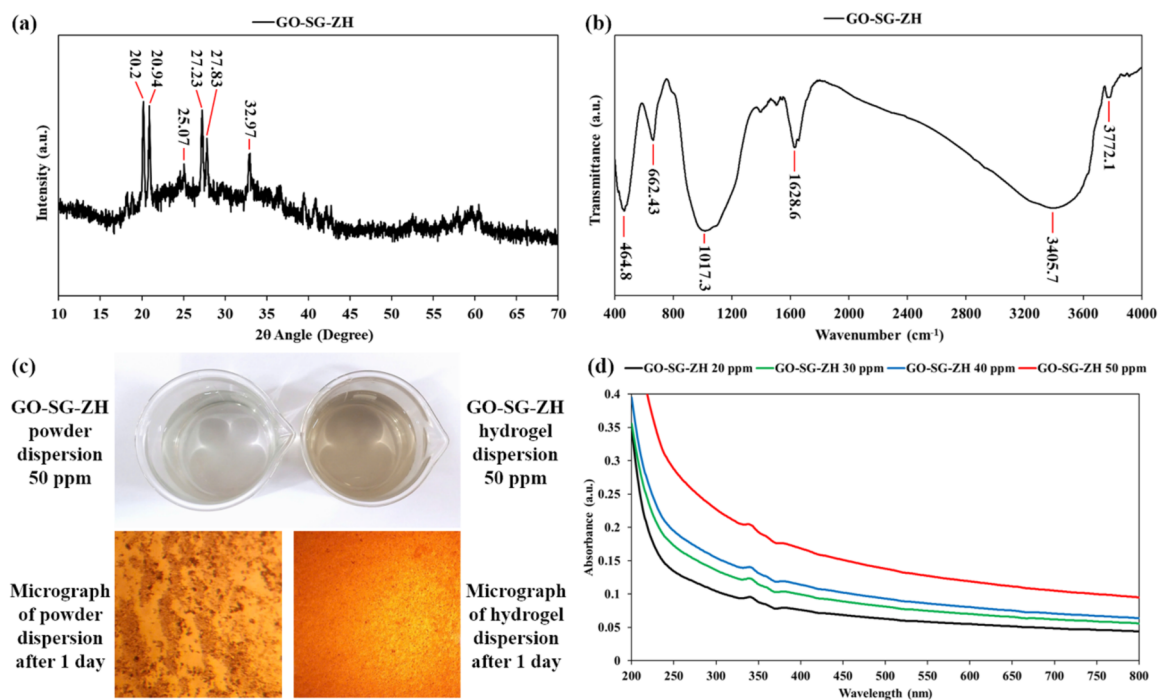 (a)
GO-SG-ZH
20.2
20.94
25.07
27.23
27.83
32.97
Intensity (a.u.)
10 15 20 25 30 35 40 45 50 55 60 65 70
2θ Angle (Degree)
(b)
GO-SG-ZH
Transmittance (a.u.)
464.8
662.43
1017.3
1628.6
3405.7
3772.1
400 800 1200 1600 2000 2400 2800 3200 3600 4000
Wavenumber (cm⁻¹)
(c)
GO-SG-ZH
powder
dispersion
50 ppm
GO-SG-ZH
hydrogel
dispersion
50 ppm
Micrograph
of powder
dispersion
after 1 day
Micrograph
of hydrogel
dispersion
after 1 day
(d)
GO-SG-ZH 20 ppm GO-SG-ZH 30 ppm GO-SG-ZH 40 ppm GO-SG-ZH 50 ppm
Absorbance (a.u.)
0.4
0.35
0.3
0.25
0.2
0.15
0.1
0.05
0
200 250 300 350 400 450 500 550 600 650 700 750 800
Wavelength (nm)